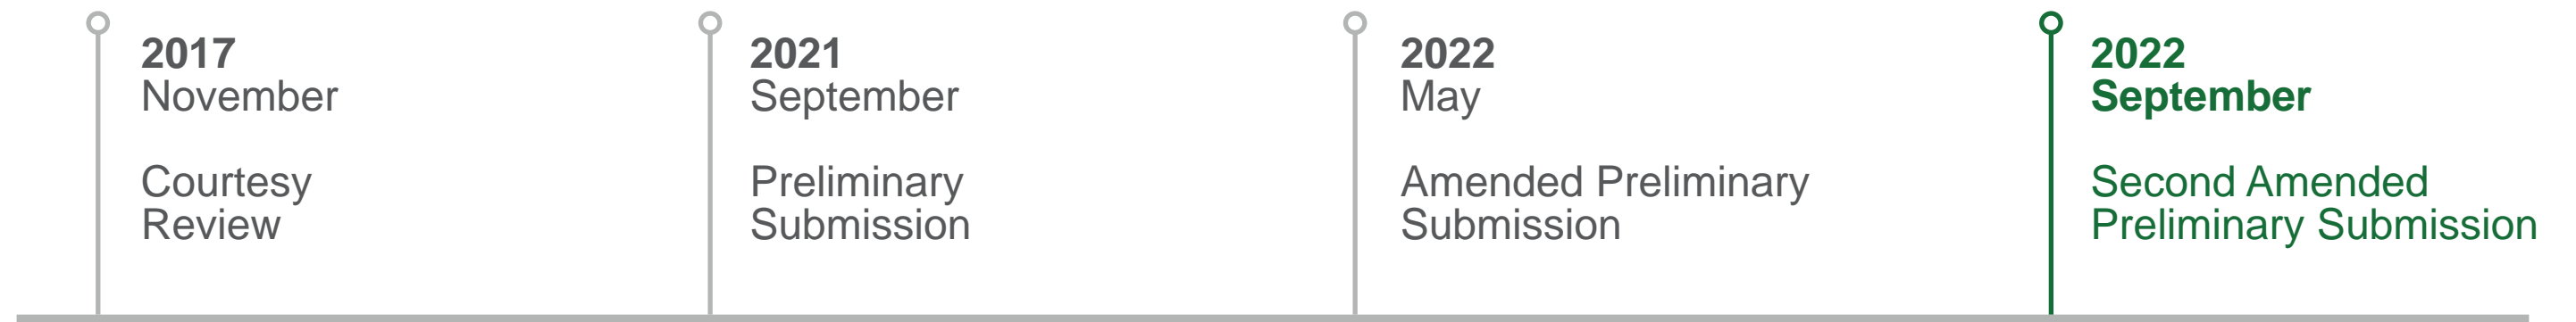 2017
November
Courtesy
Review
2021
September
Preliminary
Submission
2022
May
Amended Preliminary
Submission
2022
September
Second Amended
Preliminary Submission